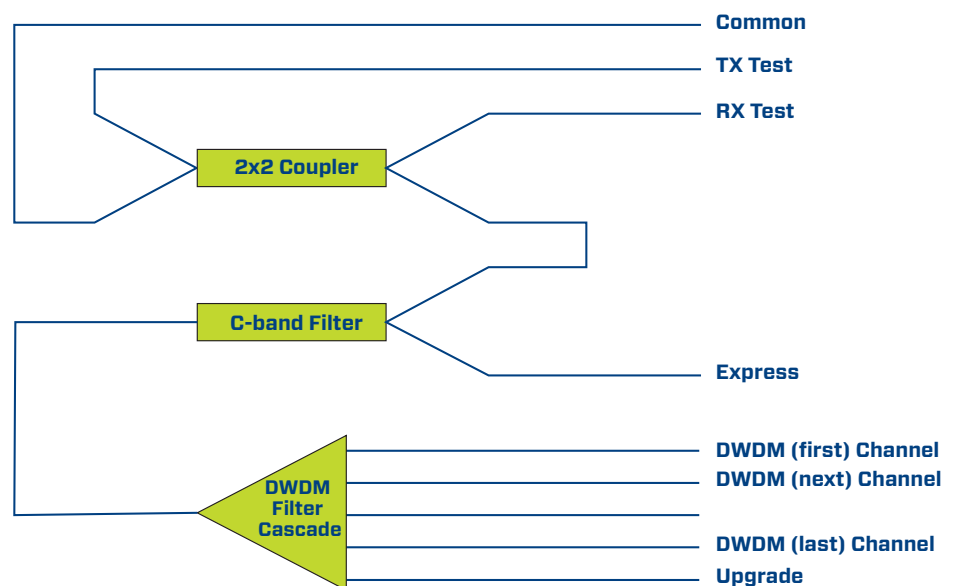 Common
TX Test
RX Test
2x2 Coupler
C-band Filter
Express
DWDM
Filter
Cascade
DWDM (first) Channel
DWDM (next) Channel
DWDM (last) Channel
Upgrade